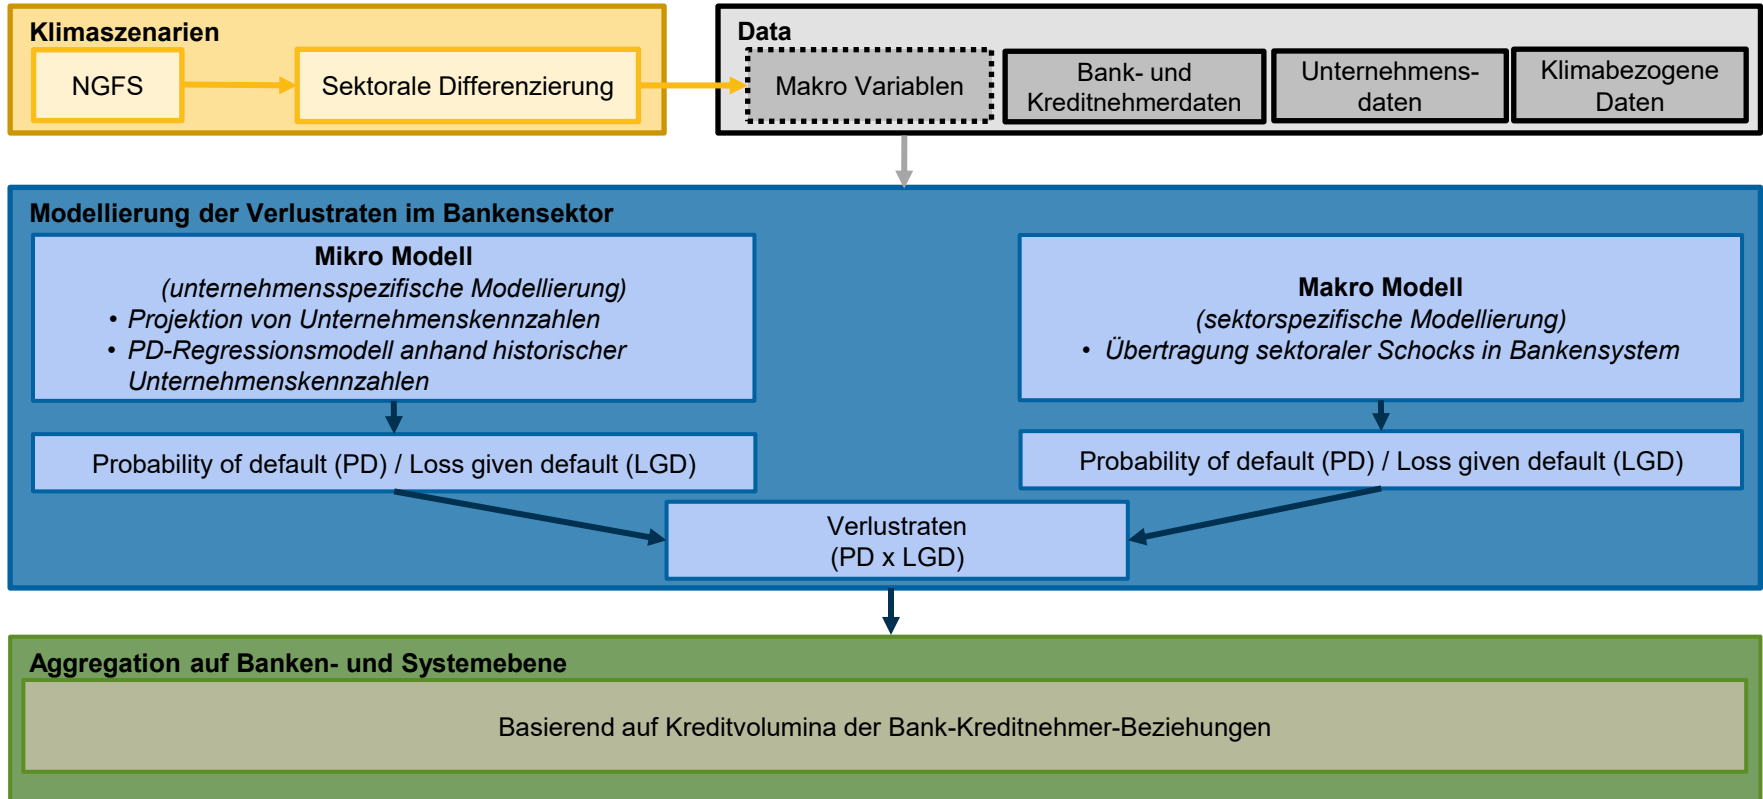 Klimaszenarien
NGFS
Sektorale Differenzierung
Data
Makro Variablen
Bank- und
Kreditnehmerdaten
Unternehmens-
daten
Klimabezogene
Daten
Modellierung der Verlustraten im Bankensektor
Mikro Modell
(unternehmensspezifische Modellierung)
• Projektion von Unternehmenskennzahlen
• PD-Regressionsmodell anhand historischer
Unternehmenskennzahlen
Makro Modell
(sektorspezifische Modellierung)
• Übertragung sektoraler Schocks in Bankensystem
Probability of default (PD) / Loss given default (LGD)
Probability of default (PD) / Loss given default (LGD)
Verlustraten
(PD x LGD)
Aggregation auf Banken- und Systemebene
Basierend auf Kreditvolumina der Bank-Kreditnehmer-Beziehungen